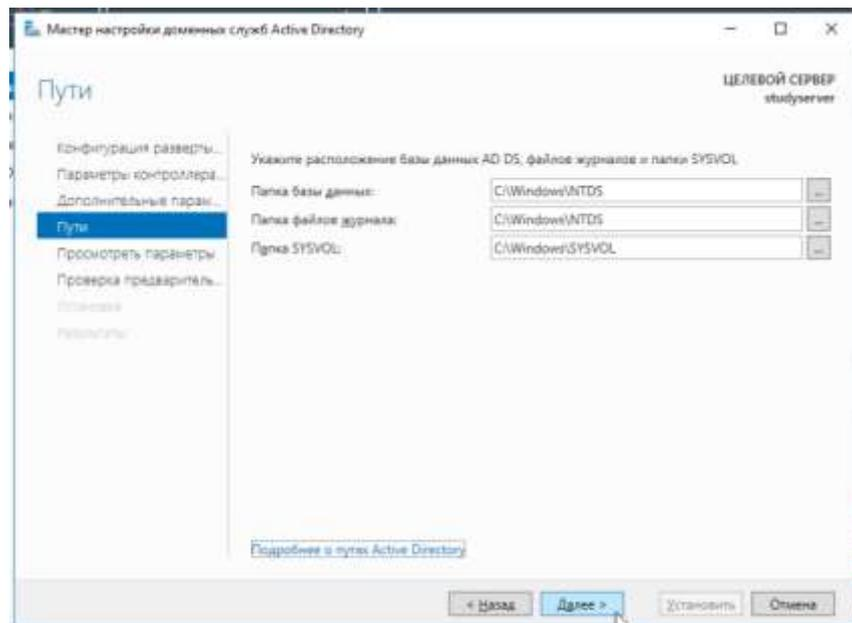 Мастер настройки доменных служб Active Directory
Пути
ЦЕЛЕВОЙ СЕРВЕР
studyserver
Конфигурация разверты...
Параметры контроллера...
Дополнительные парам...
Пути
Просмотреть параметры
Проверка предваритель...
Установка
Результаты
Укажите расположение базы данных AD DS, файлов журналов и папки SYSVOL
Папка базы данных: C:\Windows\NTDS ...
Папка файлов журнала: C:\Windows\NTDS ...
Папка SYSVOL: C:\Windows\SYSVOL ...
Подробнее о путях Active Directory
< Назад Далее > Установить Отмена